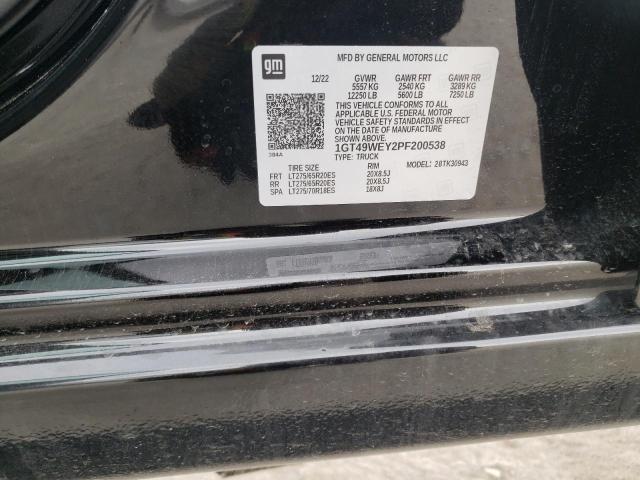 gm
MFD BY GENERAL MOTORS LLC
12/22 GVWR GAWR FRT GAWR RR
5557 KG 2540 KG 3289 KG
12250 LB 5600 LB 7250 LB
THIS VEHICLE CONFORMS TO ALL
APPLICABLE U.S. FEDERAL MOTOR
VEHICLE SAFETY STANDARDS IN EFFECT
ON THE DATE OF MANUFACTURE SHOWN ABOVE.
1GT49WEY2PF200538
TYPE: TRUCK MODEL: 28TK30943
TIRE SIZE RIM
FRT LT275/65R20ES 20X8.5J
RR LT275/65R20ES 20X8.5J
SPA LT275/70R18ES 18X8J